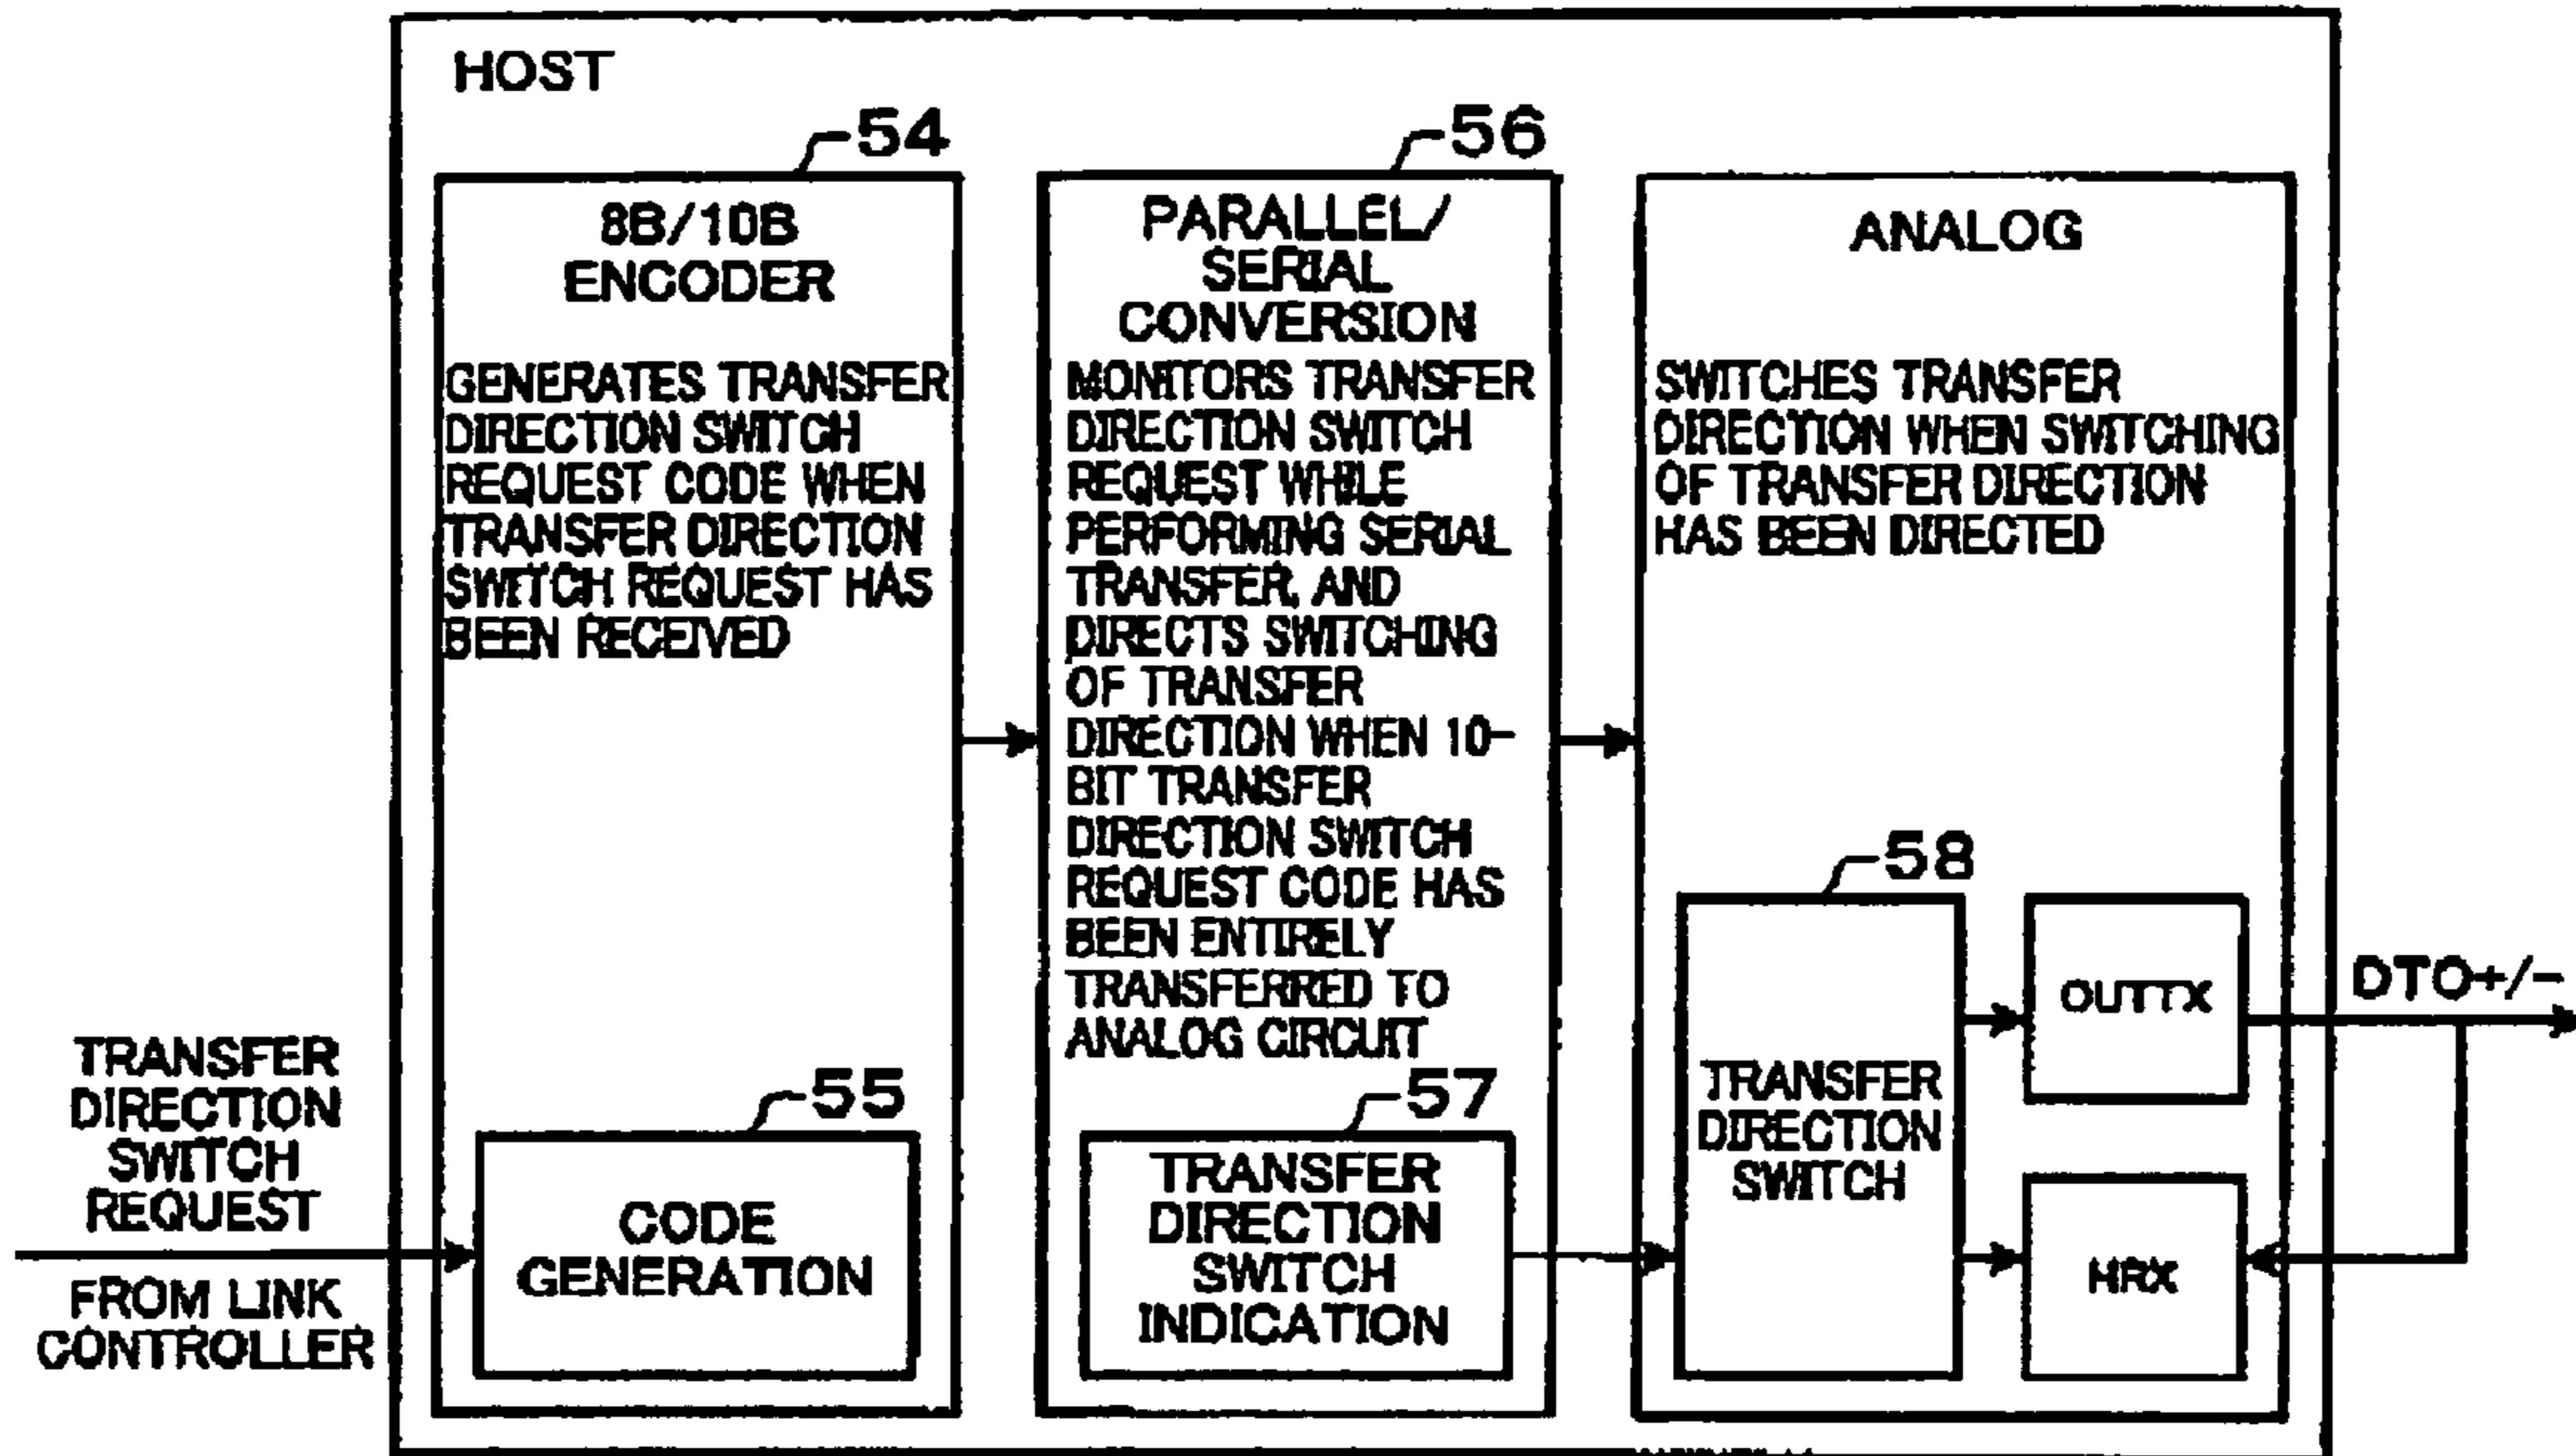 HOST
54
8B/10B
ENCODER
GENERATES TRANSFER
DIRECTION SWITCH
REQUEST CODE WHEN
TRANSFER DIRECTION
SWITCH REQUEST HAS
BEEN RECEIVED
55
CODE
GENERATION
TRANSFER
DIRECTION
SWITCH
REQUEST
FROM LINK
CONTROLLER
56
PARALLEL/
SERIAL
CONVERSION
MONITORS TRANSFER
DIRECTION SWITCH
REQUEST WHILE
PERFORMING SERIAL
TRANSFER, AND
DIRECTS SWITCHING
OF TRANSFER
DIRECTION WHEN 10-
BIT TRANSFER
DIRECTION SWITCH
REQUEST CODE HAS
BEEN ENTIRELY
TRANSFERRED TO
ANALOG CIRCUIT
57
TRANSFER
DIRECTION
SWITCH
INDICATION
ANALOG
SWITCHES TRANSFER
DIRECTION WHEN SWITCHING
OF TRANSFER DIRECTION
HAS BEEN DIRECTED
58
TRANSFER
DIRECTION
SWITCH
OUTTX
HRX
DTO+/-